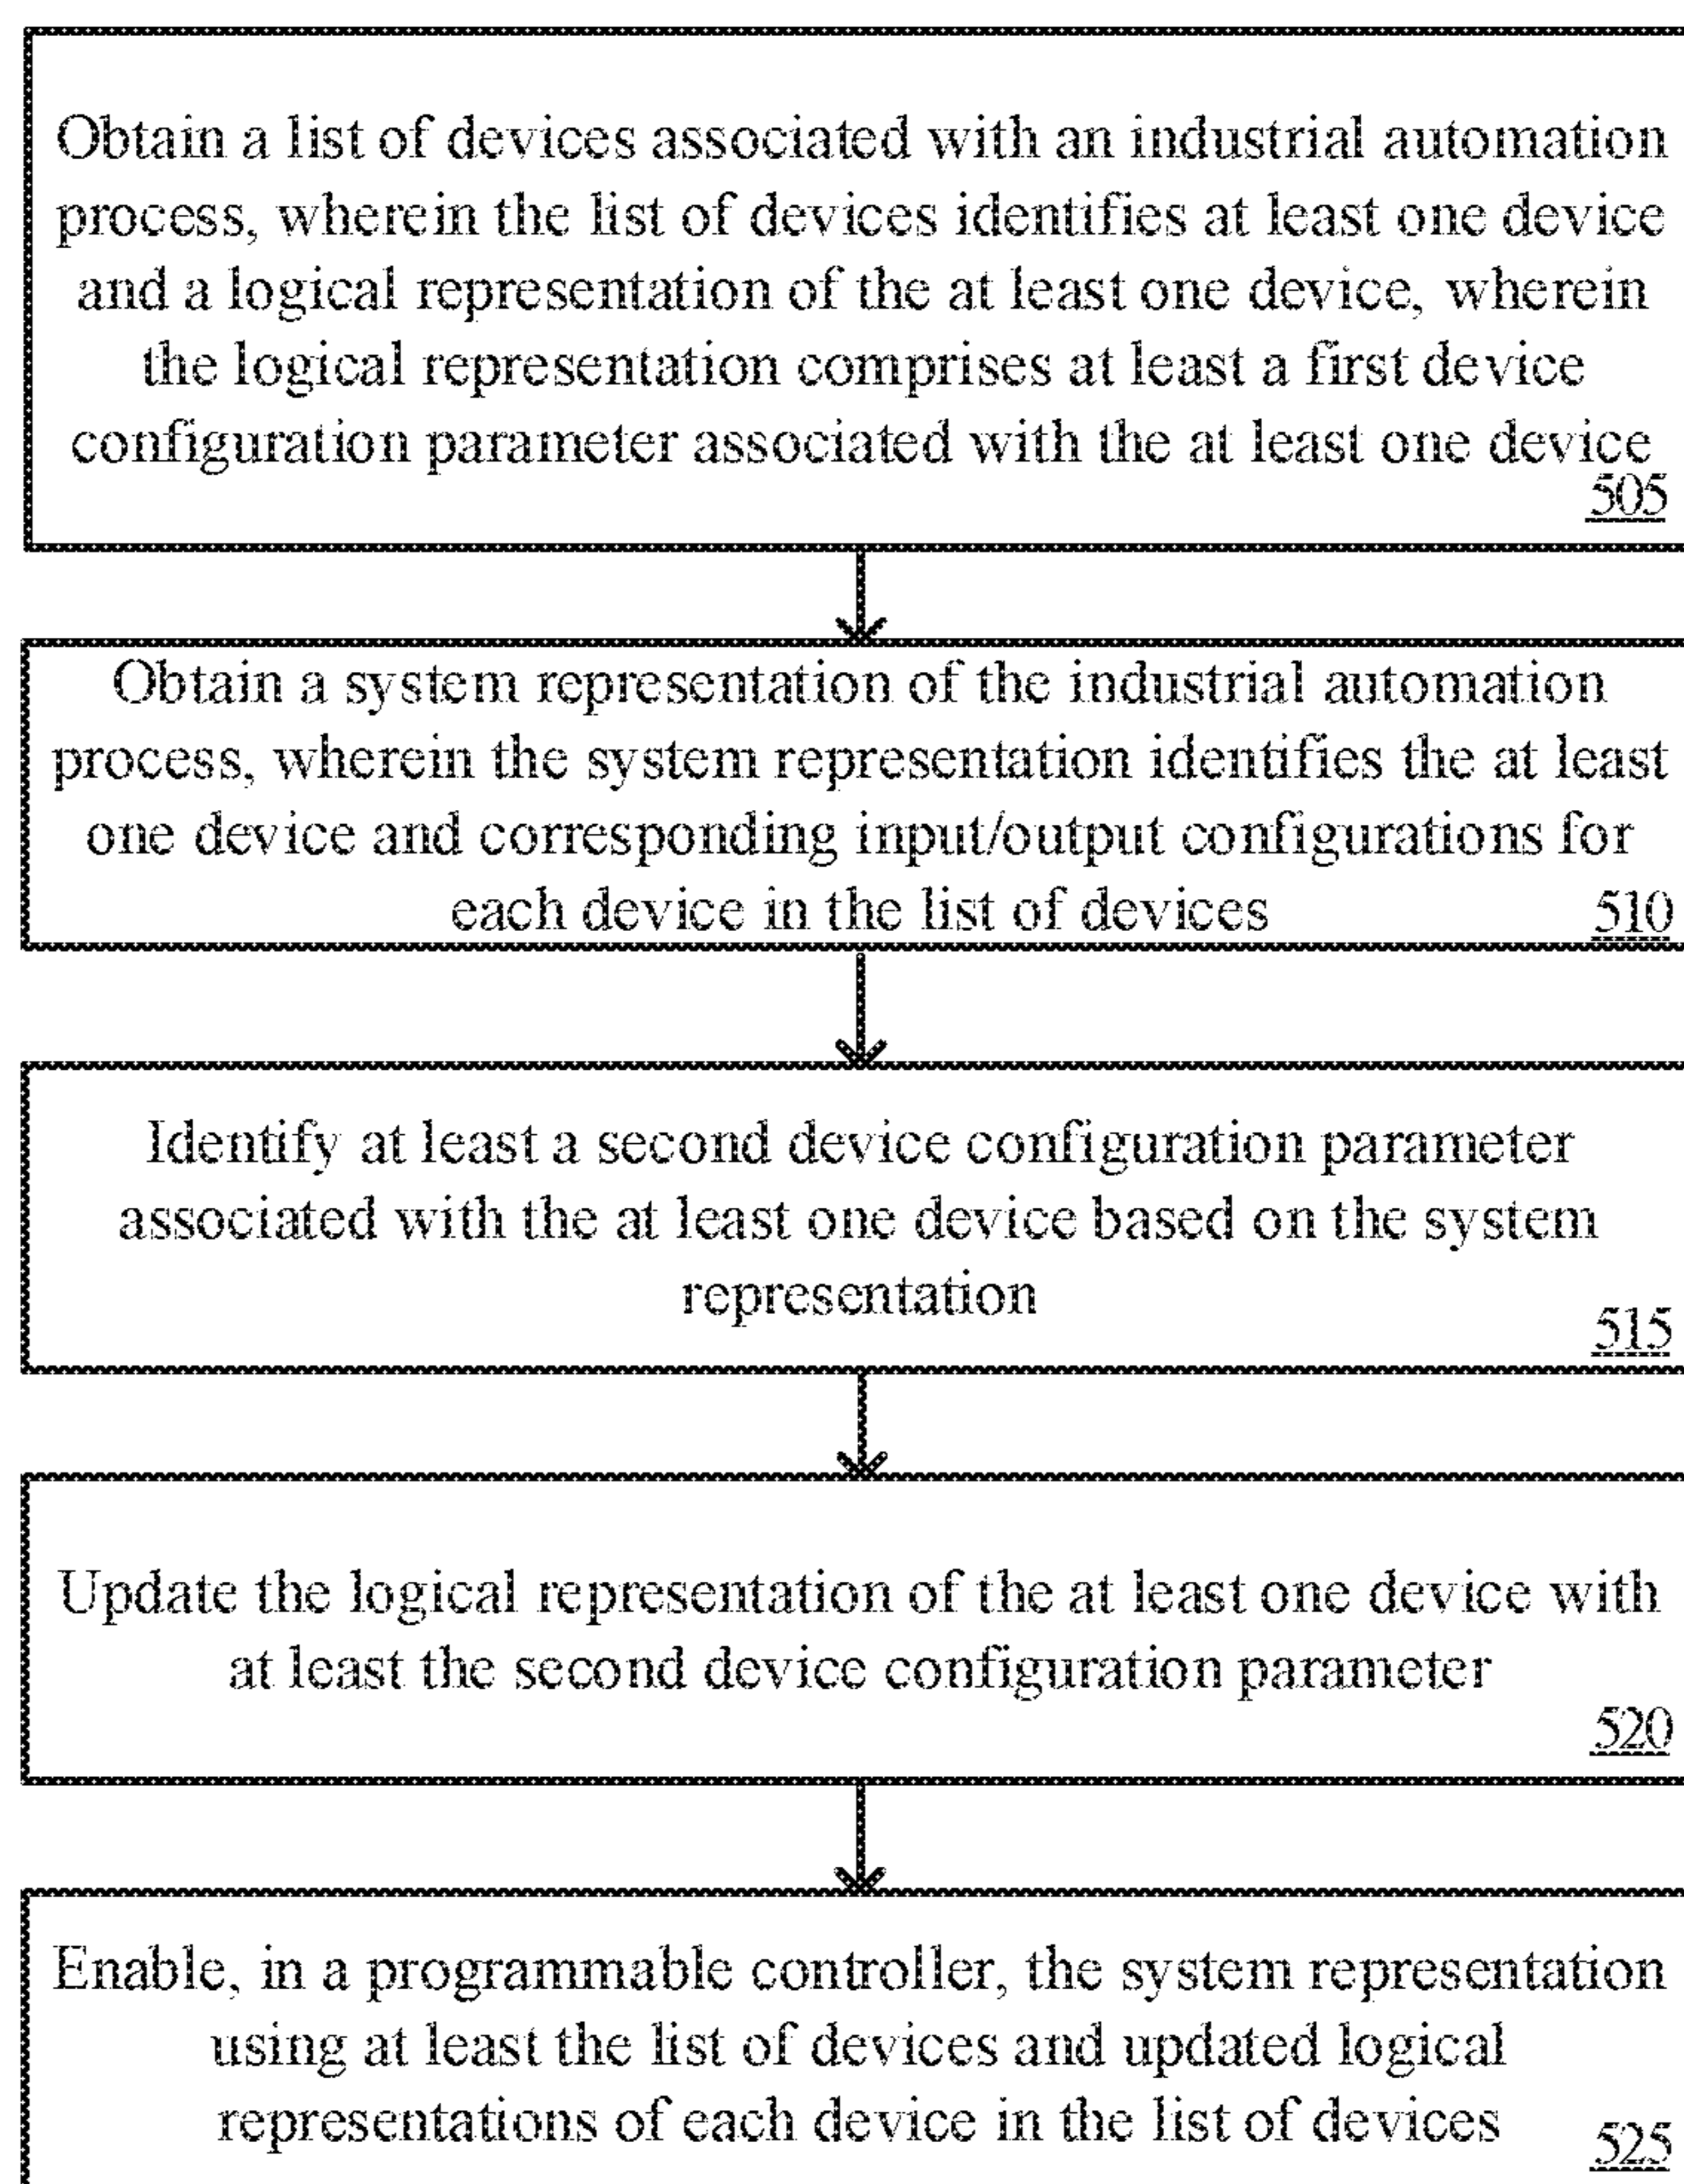 Obtain a list of devices associated with an industrial automation
process, wherein the list of devices identifies at least one device
and a logical representation of the at least one device, wherein
the logical representation comprises at least a first device
configuration parameter associated with the at least one device
505
Obtain a system representation of the industrial automation
process, wherein the system representation identifies the at least
one device and corresponding input/output configurations for
each device in the list of devices 510
Identify at least a second device configuration parameter
associated with the at least one device based on the system
representation
515
Update the logical representation of the at least one device with
at least the second device configuration parameter
520
Enable, in a programmable controller, the system representation
using at least the list of devices and updated logical
representations of each device in the list of devices 525